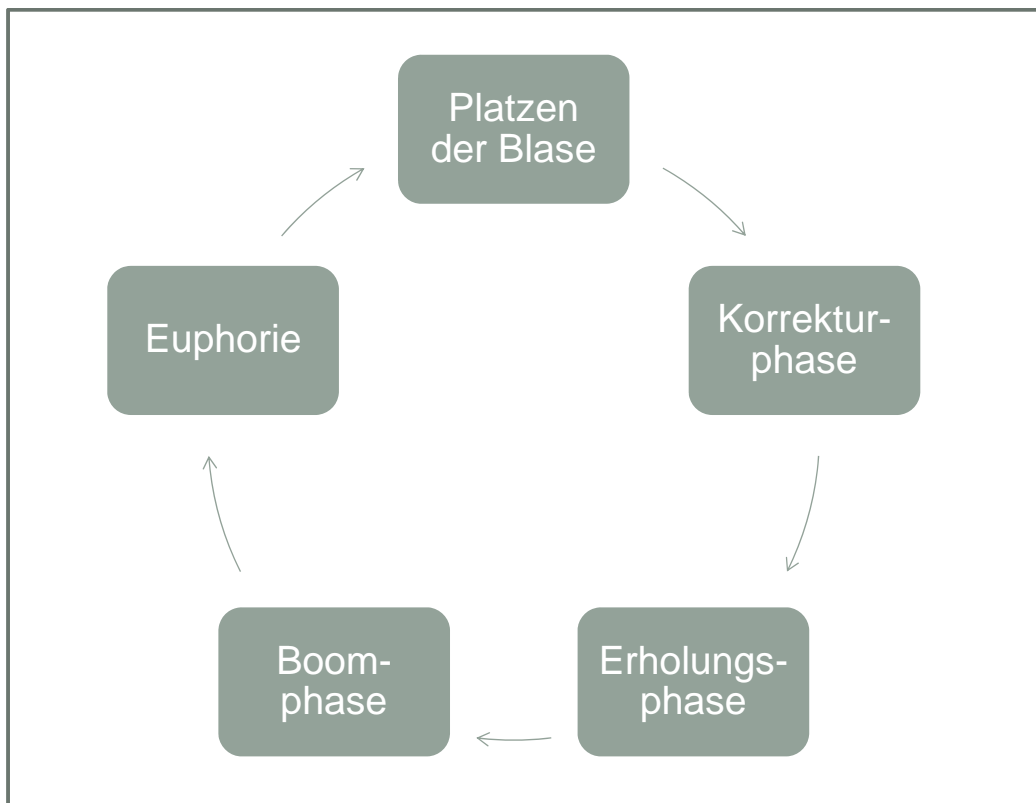 Platzen
der Blase
Korrektur-
phase
Erholungs-
phase
Boom-
phase
Euphorie